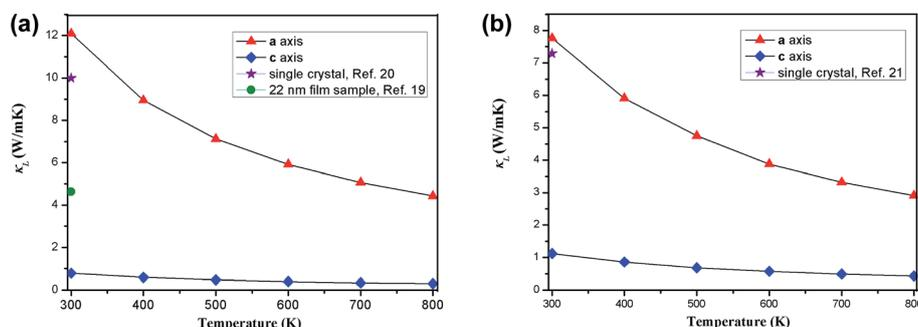 (a)
12
10
8
6
4
2
0
κL (W/mK)
a axis
c axis
single crystal, Ref. 20
22 nm film sample, Ref. 19
300 400 500 600 700 800
Temperature (K)
(b)
8
7
6
5
4
3
2
1
0
κL (W/mK)
a axis
c axis
single crystal, Ref. 21
300 400 500 600 700 800
Temperature (K)